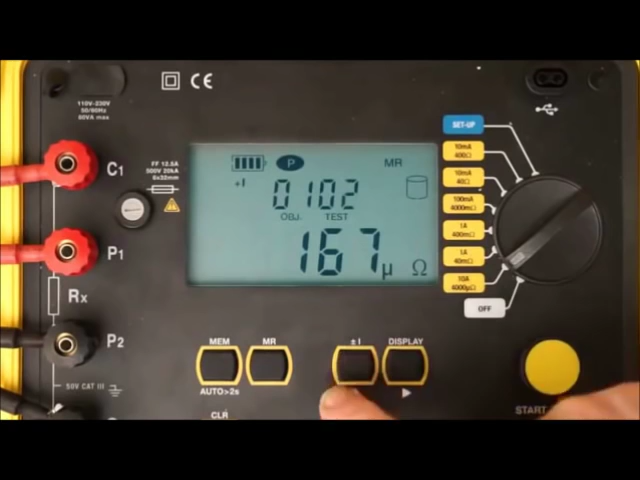 CE
110V-230V
50/60Hz
60VA max
C1
FF 12.5A
500V 20kA
6x32mm
P1
Rx
P2
50V CAT III
P
MR
+I
0102
OBJ. TEST
167μ Ω
SET-UP
10mA
400Ω
10mA
40Ω
100mA
4000mΩ
1A
400mΩ
1A
40mΩ
10A
4000μΩ
OFF
MEM
MR
± I
DISPLAY
AUTO>2s
CLR
START